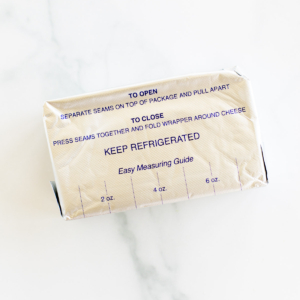 TO OPEN
SEPARATE SEAMS ON TOP OF PACKAGE AND PULL APART
TO CLOSE
PRESS SEAMS TOGETHER AND FOLD WRAPPER AROUND CHEESE
KEEP REFRIGERATED
Easy Measuring Guide
2 oz. 4 oz. 6 oz.